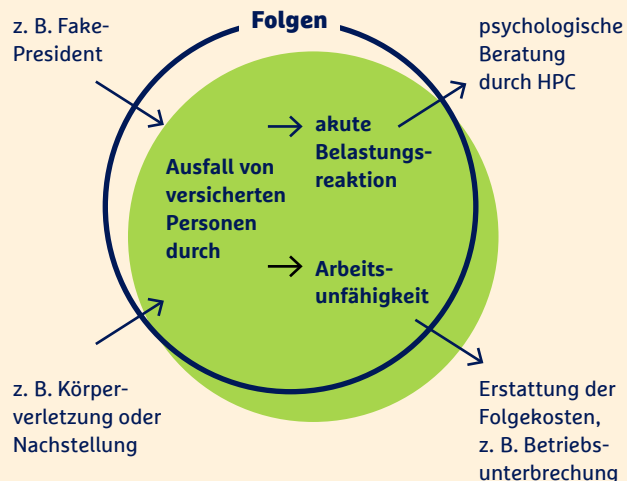 Folgen
z. B. Fake-
President
psychologische
Beratung
durch HPC
Ausfall von
versicherten
Personen
durch
→ akute
Belastungs-
reaktion
→ Arbeits-
unfähigkeit
z. B. Körper-
verletzung oder
Nachstellung
Erstattung der
Folgekosten,
z. B. Betriebs-
unterbrechung